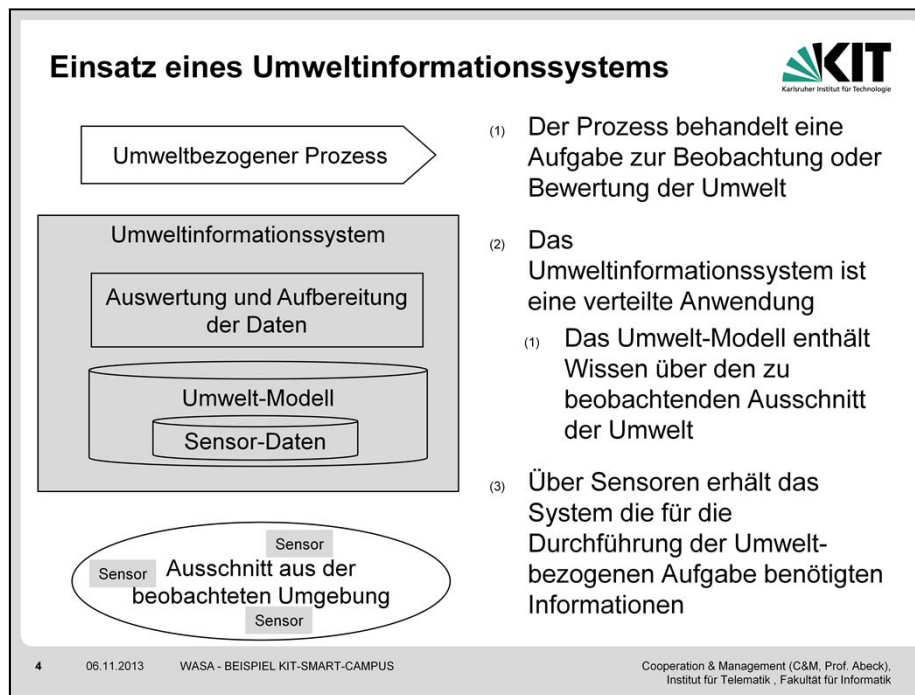 Einsatz eines Umweltinformationssystems
KIT
Karlsruher Institut für Technologie
Umweltbezogener Prozess
Umweltinformationssystem
Auswertung und Aufbereitung
der Daten
Umwelt-Modell
Sensor-Daten
Sensor
Sensor
Ausschnitt aus der
beobachteten Umgebung
Sensor
(1) Der Prozess behandelt eine
Aufgabe zur Beobachtung oder
Bewertung der Umwelt
(2) Das
Umweltinformationssystem ist
eine verteilte Anwendung
(1) Das Umwelt-Modell enthält
Wissen über den zu
beobachtenden Ausschnitt
der Umwelt
(3) Über Sensoren erhält das
System die für die
Durchführung der Umwelt-
bezogenen Aufgabe benötigten
Informationen
4 06.11.2013 WASA - BEISPIEL KIT-SMART-CAMPUS
Cooperation & Management (C&M, Prof. Abeck),
Institut für Telematik , Fakultät für Informatik